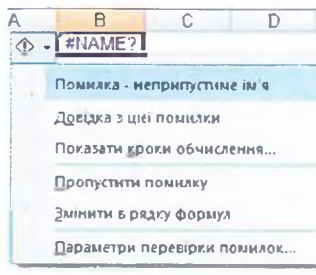 A B C D
#NAME?
Помилка - неприпустиме ім'я
Довідка з цієї помилки
Показати кроки обчислення...
Пропустити помилку
Змінити в рядку формул
Параметри перевірки помилок...